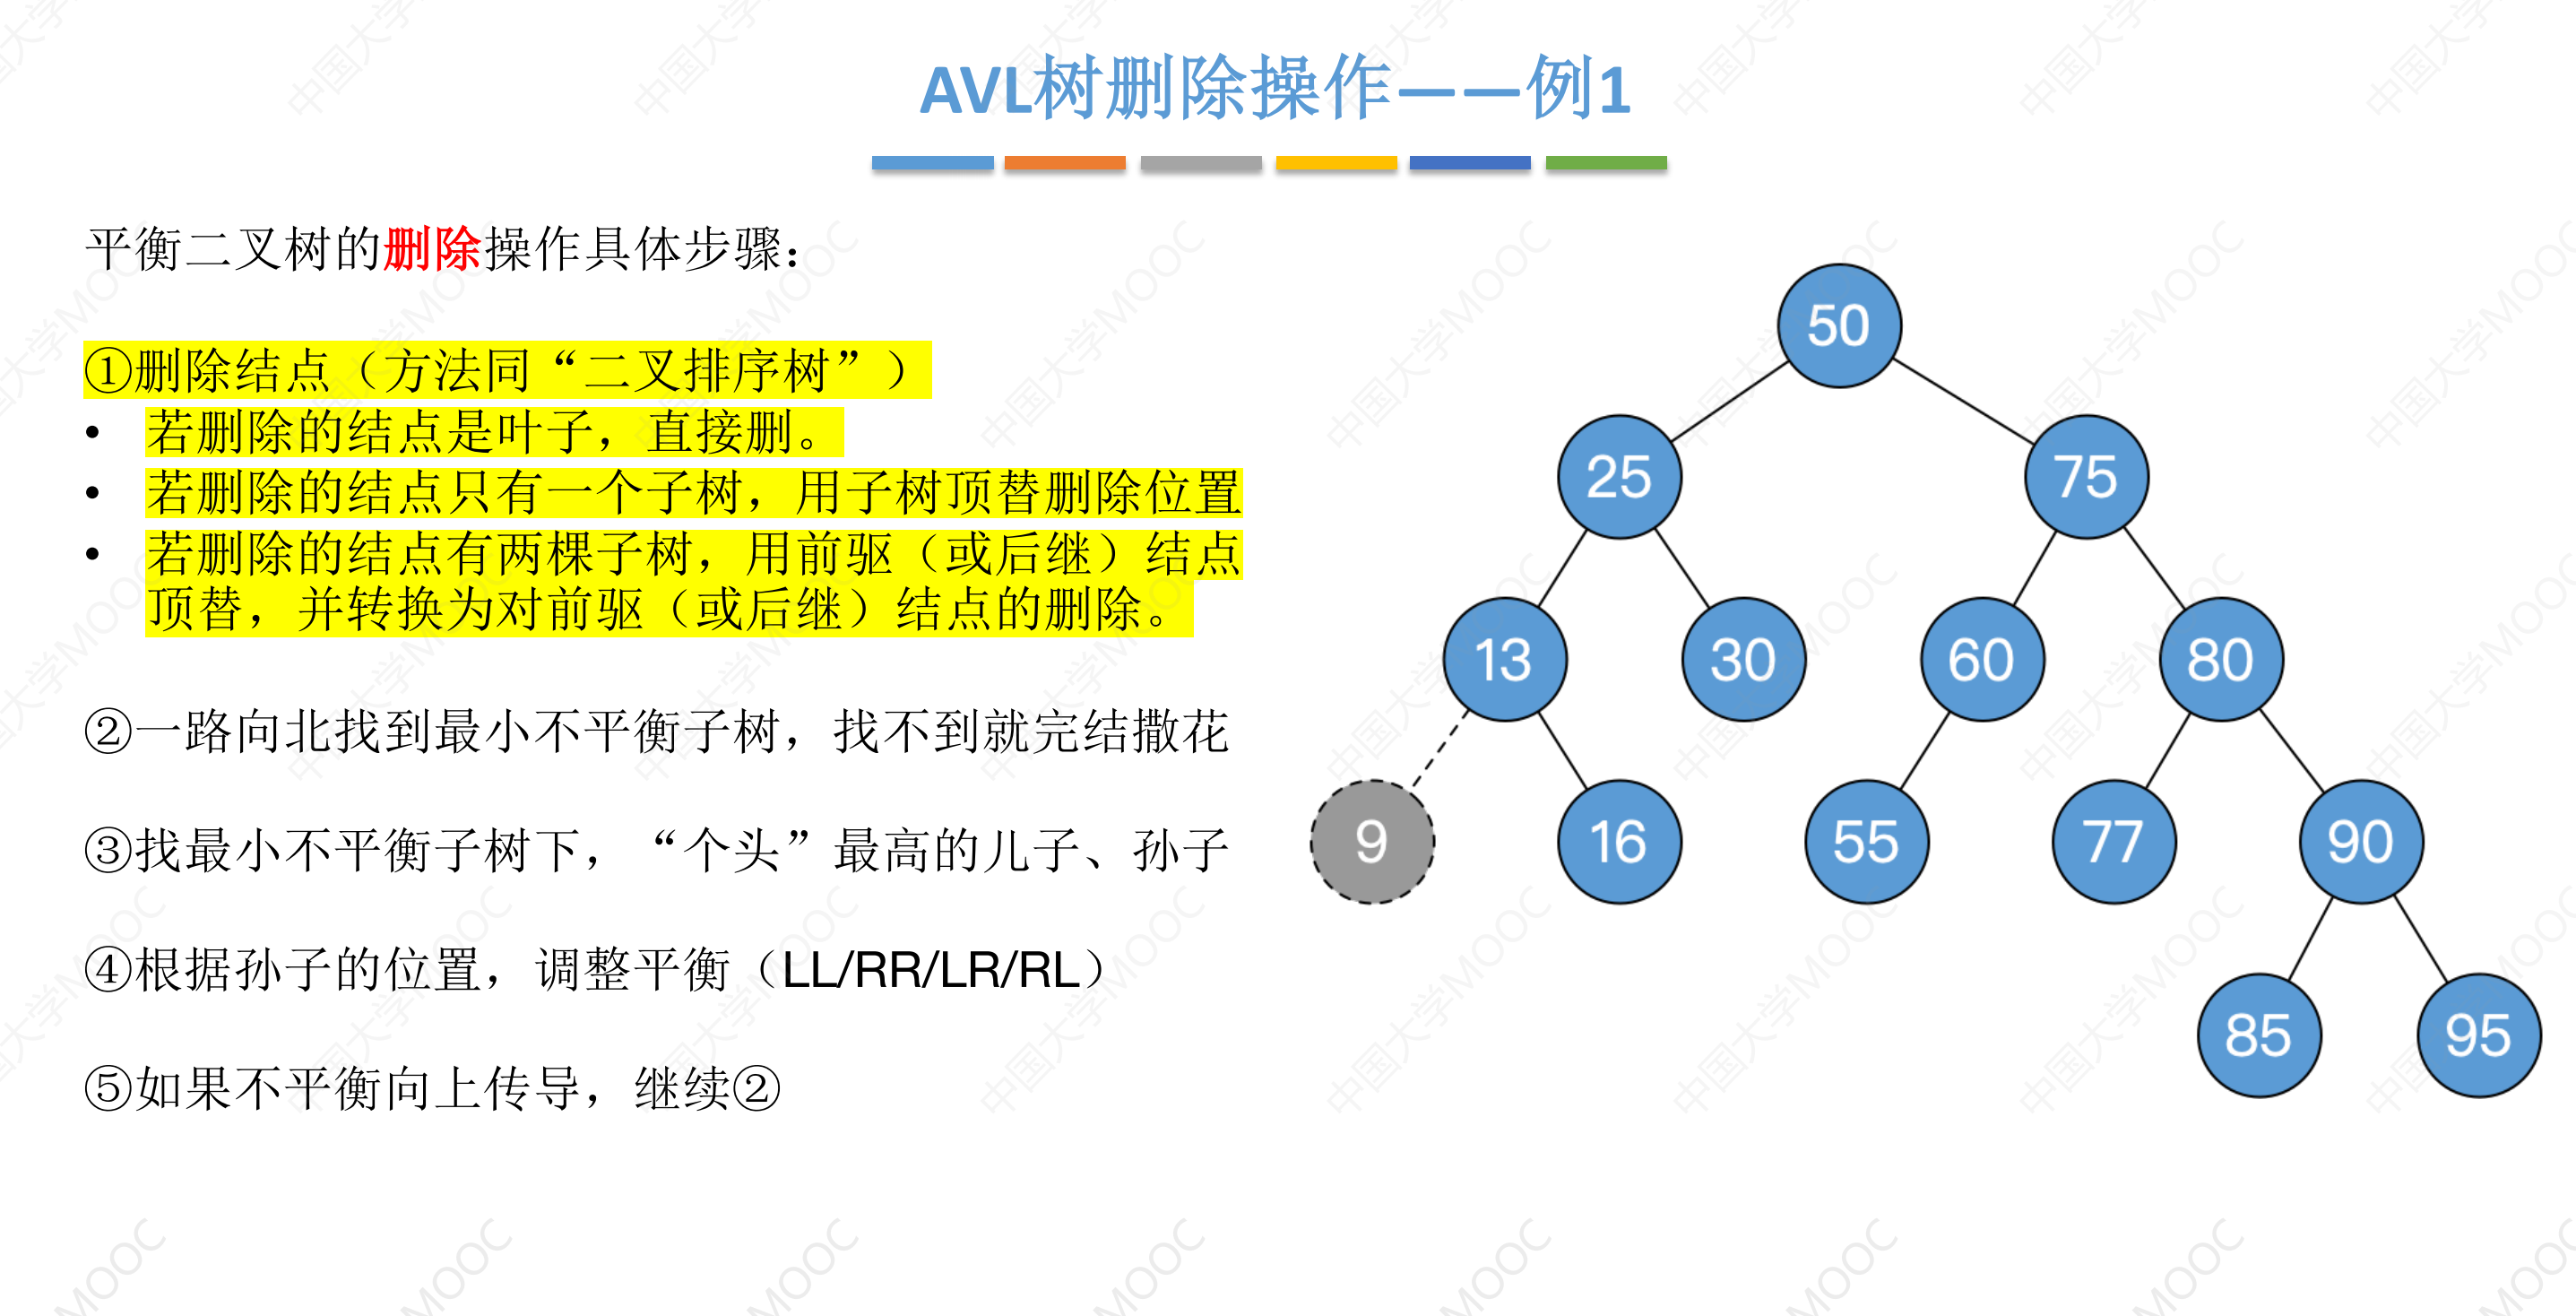 AVL树删除操作——例1
平衡二叉树的删除操作具体步骤：
①删除结点（方法同“二叉排序树”）
• 若删除的结点是叶子，直接删。
• 若删除的结点只有一个子树，用子树顶替删除位置
• 若删除的结点有两棵子树，用前驱（或后继）结点
顶替，并转换为对前驱（或后继）结点的删除。
②一路向北找到最小不平衡子树，找不到就完结撒花
③找最小不平衡子树下，“个头”最高的儿子、孙子
④根据孙子的位置，调整平衡（LL/RR/LR/RL）
⑤如果不平衡向上传导，继续②
50
25 75
13 30 60 80
9 16 55 77 90
85 95
中国大学MOOC